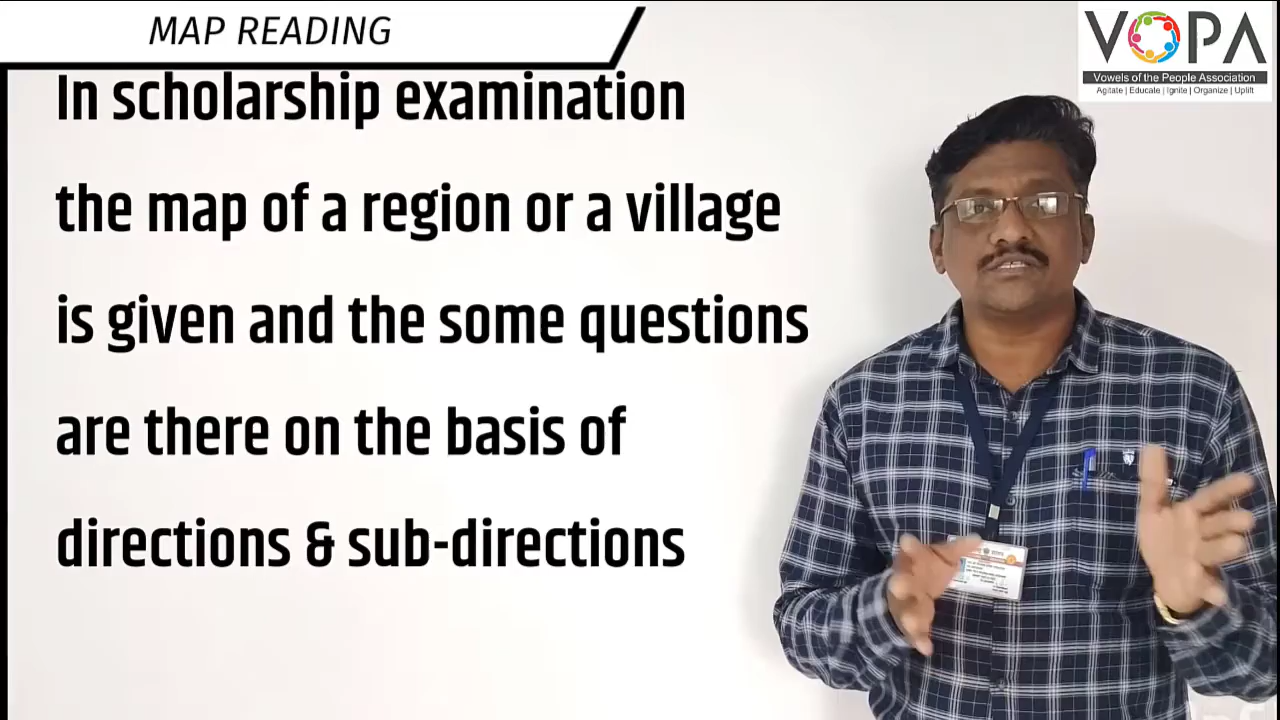 MAP READING
VOPA
Vowels of the People Association
Agitate | Educate | Ignite | Organize | Uplift
In scholarship examination
the map of a region or a village
is given and the some questions
are there on the basis of
directions & sub-directions